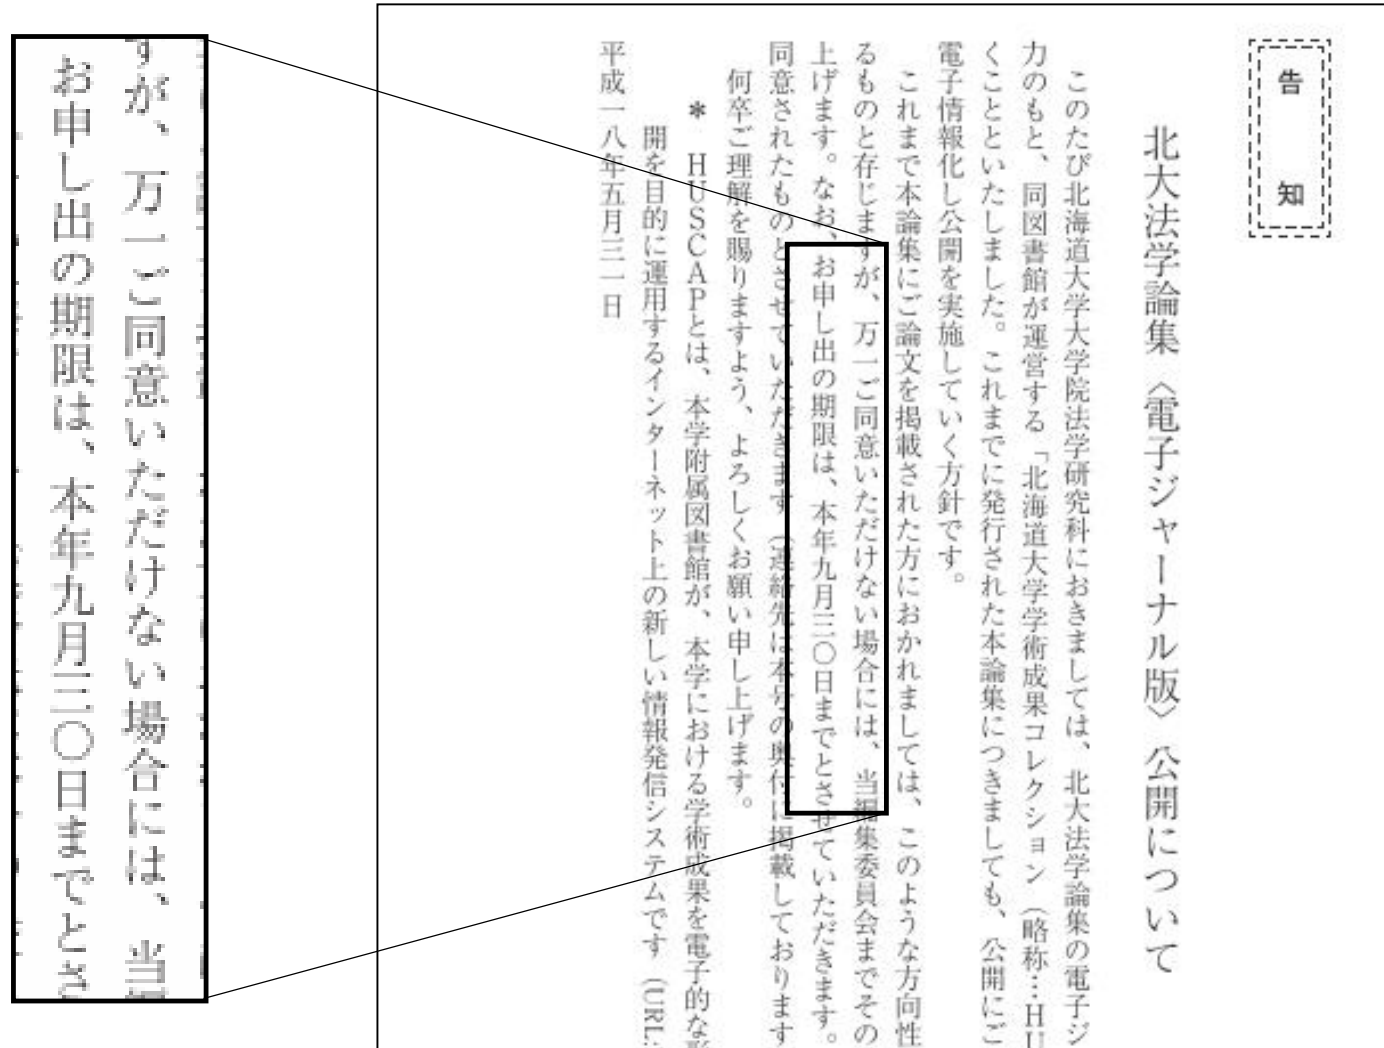 告知
北大法学論集〈電子ジャーナル版〉公開について
このたび北海道大学大学院法学研究科におきましては、北大法学論集の電子ジ
力のもと、同図書館が運営する「北海道大学学術成果コレクション（略称…HU
くことといたしました。これまでに発行された本論集につきましても、公開にご
電子情報化し公開を実施していく方針です。
これまで本論集にご論文を掲載された方におかれましては、このような方向性
るものと存じますが、万一ご同意いただけない場合には、当編集委員会までその
上げます。なお、お申し出の期限は、本年九月三〇日までとさせていただきます。
同意されたものとさせていただきます（連絡先は本号の奥付に掲載しております
何卒ご理解を賜りますよう、よろしくお願い申し上げます。
＊ HUSCAPとは、本学附属図書館が、本学における学術成果を電子的な形
開を目的に運用するインターネット上の新しい情報発信システムです（URL:
平成一八年五月三一日
すが、万一ご同意いただけない場合には、当編
お申し出の期限は、本年九月三〇日までとさ